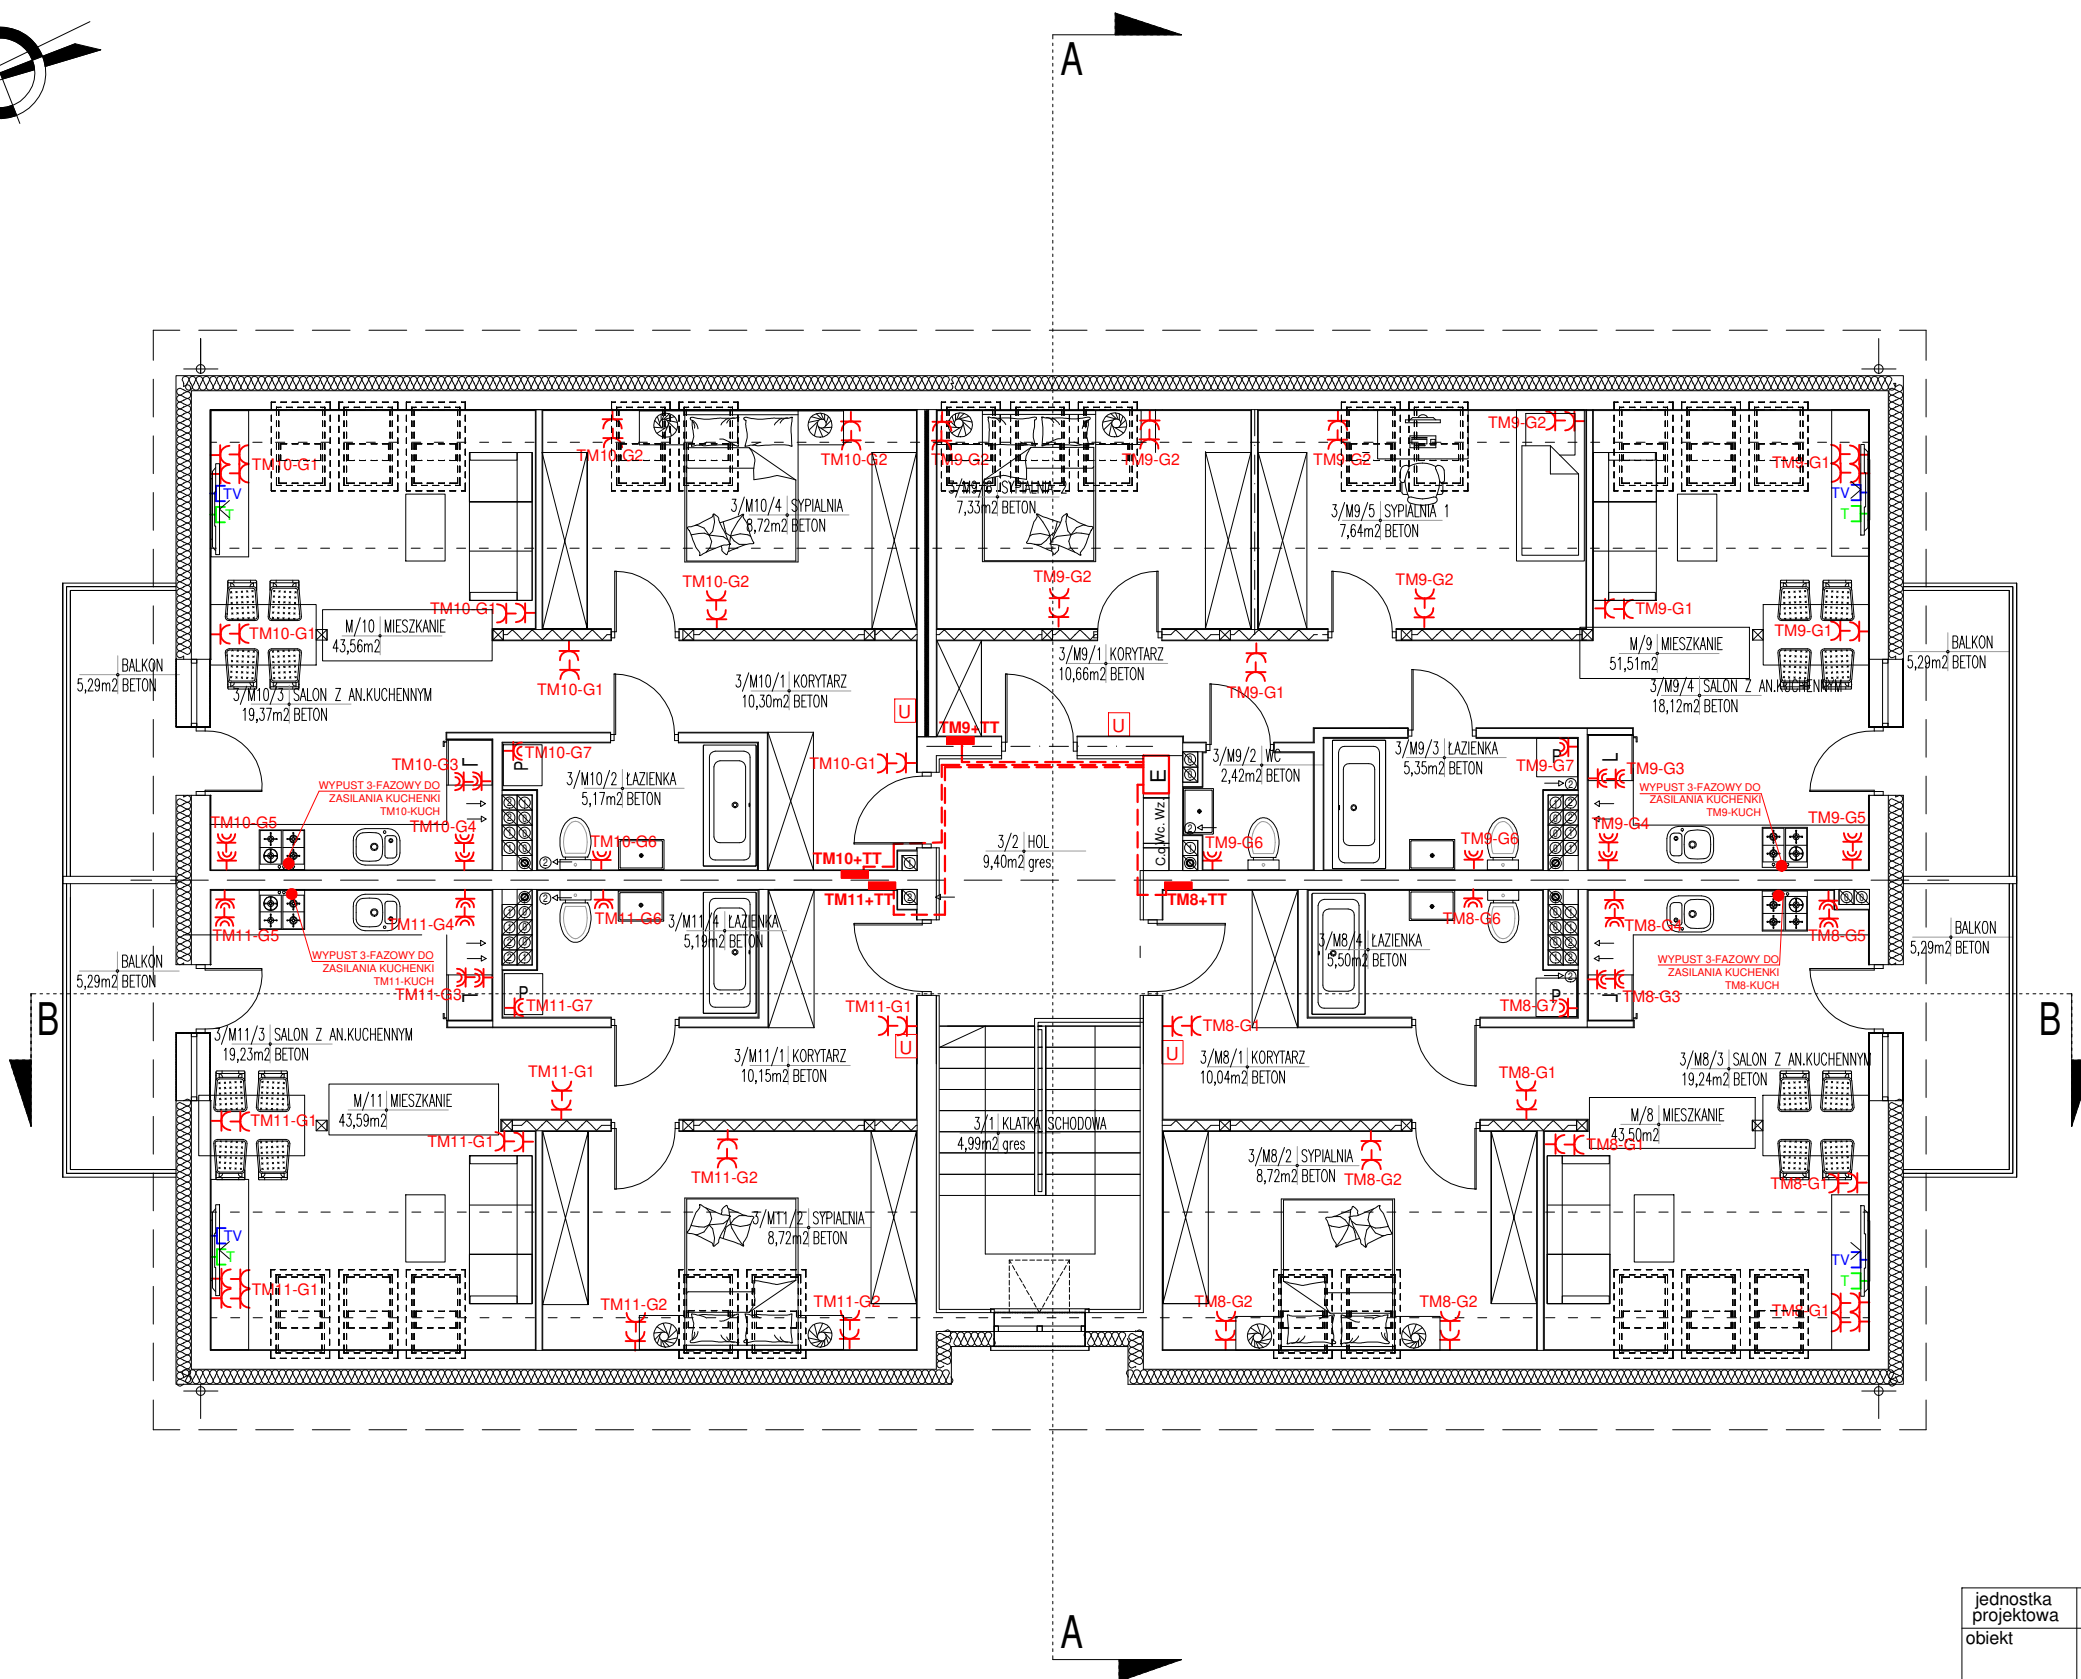 A
TM10-G1
TV
T
TM10-G2
TM10-G2
3/M10/4 SYPIALNIA
8,72m2 BETON
TM10-G2
TM9-G2
TM9-G2
3/M9/6 SYPIALNIA 2
7,33m2 BETON
TM9-G2
TM9-G2
TM9-G2
3/M9/5 SYPIALNIA 1
7,64m2 BETON
TM9-G2
TM9-G1
TV
T
TM10-G1
TM10-G1
M/10 MIESZKANIE
43,56m2
TM9-G1
TM9-G1
M/9 MIESZKANIE
51,51m2
BALKON
5,29m2 BETON
BALKON
5,29m2 BETON
3/M10/3 SALON Z AN.KUCHENNYM
19,37m2 BETON
TM10-G1
3/M10/1 KORYTARZ
10,30m2 BETON
3/M9/1 KORYTARZ
10,66m2 BETON
TM9-G1
3/M9/4 SALON Z AN.KUCHENNYM
18,12m2 BETON
U
U
TM9+TT
TM10-G3
L
TM10-G7
P
3/M10/2 ŁAZIENKA
5,17m2 BETON
TM10-G1
E
3/M9/2 WC
2,42m2 BETON
3/M9/3 ŁAZIENKA
5,35m2 BETON
TM9-G7
P
TM9-G3
L
WYPUST 3-FAZOWY DO
ZASILANIA KUCHENKI
TM10-KUCH
WYPUST 3-FAZOWY DO
ZASILANIA KUCHENKI
TM9-KUCH
TM10-G5
TM10-G4
TM10-G6
C.o.
Wc. Wz
TM9-G6
TM9-G6
TM9-G4
TM9-G5
3/2 HOL
9,40m2 gres
TM10+TT
TM11+TT
TM8+TT
TM11-G5
TM11-G4
TM11-G6
3/M11/4 ŁAZIENKA
5,19m2 BETON
3/M8/4 ŁAZIENKA
5,50m2 BETON
TM8-G6
TM8-G4
TM8-G5
BALKON
5,29m2 BETON
BALKON
5,29m2 BETON
WYPUST 3-FAZOWY DO
ZASILANIA KUCHENKI
TM11-KUCH
WYPUST 3-FAZOWY DO
ZASILANIA KUCHENKI
TM8-KUCH
TM11-G3
L
P
TM11-G7
TM11-G1
TM8-G7
P
L
TM8-G3
B
B
3/M11/3 SALON Z AN.KUCHENNYM
19,23m2 BETON
U
3/M11/1 KORYTARZ
10,15m2 BETON
TM8-G1
U
3/M8/1 KORYTARZ
10,04m2 BETON
3/M8/3 SALON Z AN.KUCHENNYM
19,24m2 BETON
TM11-G1
TM8-G1
M/11 MIESZKANIE
43,59m2
TM11-G1
TM11-G1
3/1 KLATKA SCHODOWA
4,99m2 gres
M/8 MIESZKANIE
43,50m2
TM8-G1
TM11-G2
3/M8/2 SYPIALNIA
8,72m2 BETON
TM8-G2
TM8-G1
3/M11/2 SYPIALNIA
8,72m2 BETON
TV
T
TV
T
TM11-G1
TM11-G2
TM11-G2
TM8-G2
TM8-G2
TM8-G1
A
jednostka
projektowa
obiekt